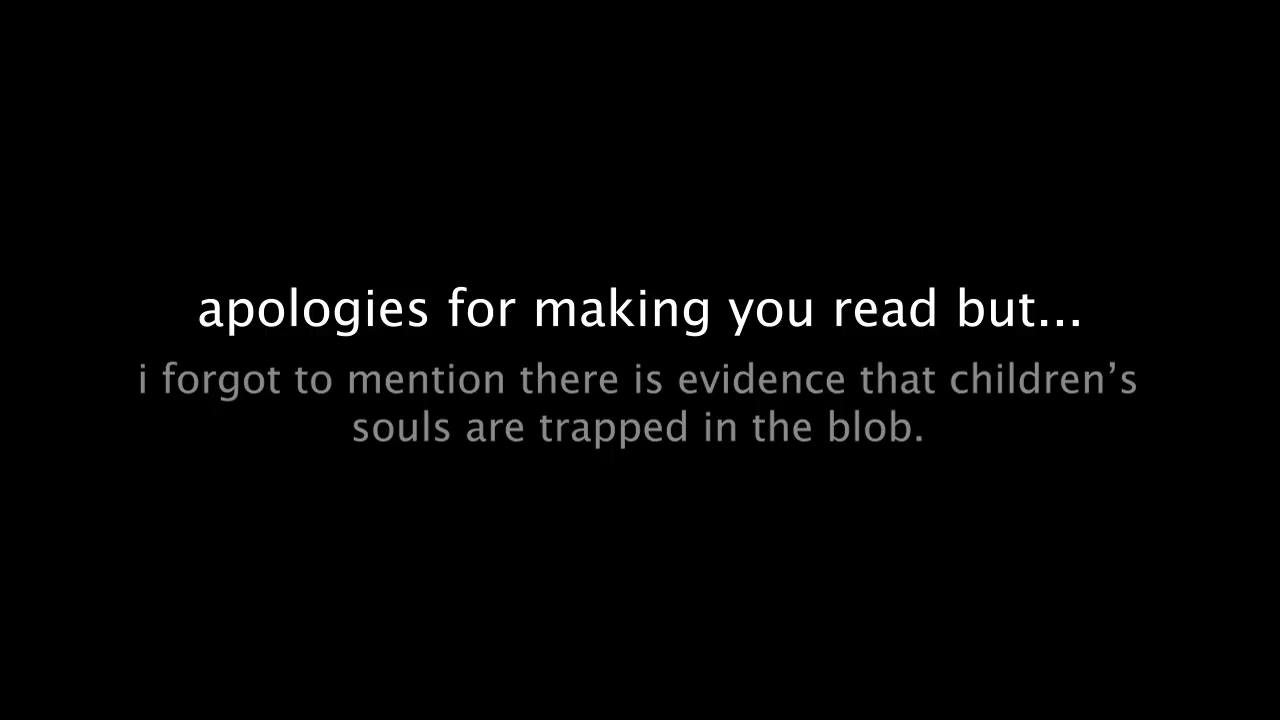 apologies for making you read but...
i forgot to mention there is evidence that children’s
souls are trapped in the blob.